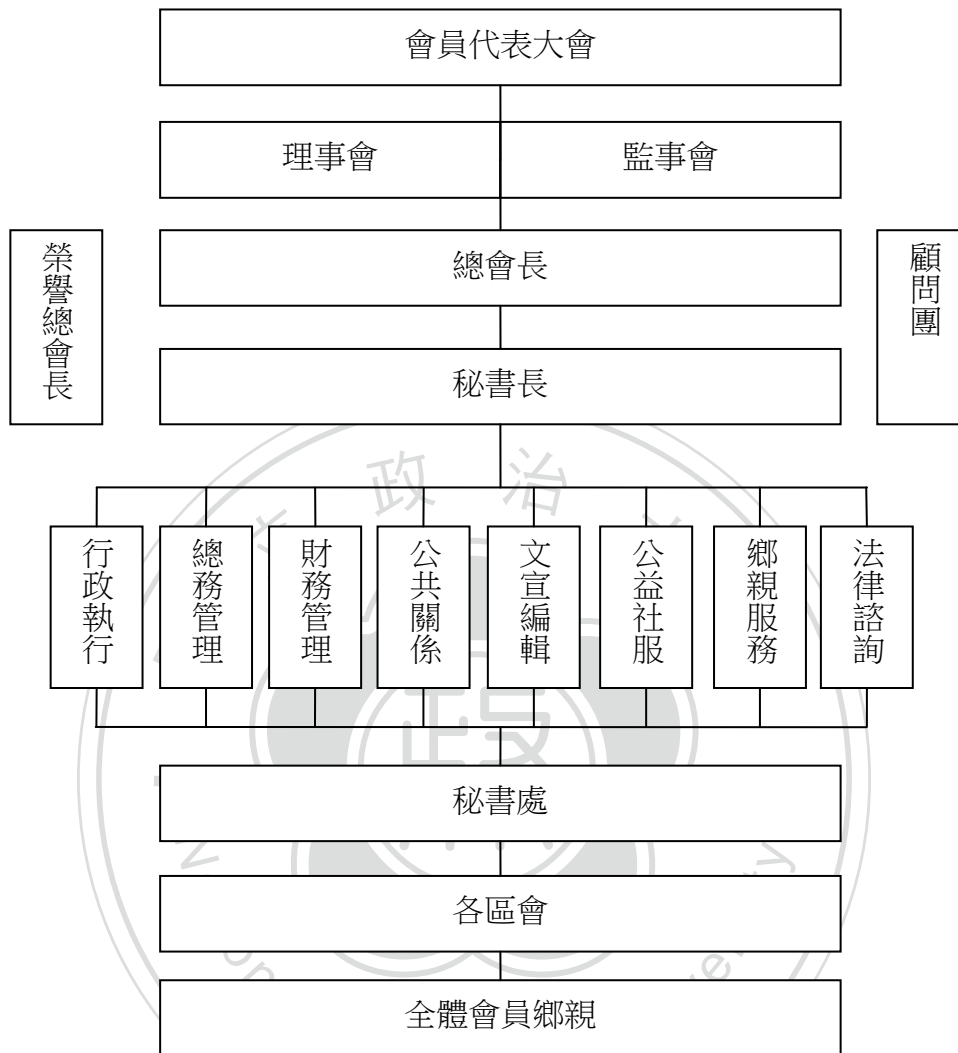 會員代表大會
理事會
監事會
榮譽總會長
總會長
顧問團
秘書長
政治
行政執行
總務管理
財務管理
公共關係
文宣編輯
公益社服
鄉親服務
法律諮詢
秘書處
各區會
全體會員鄉親